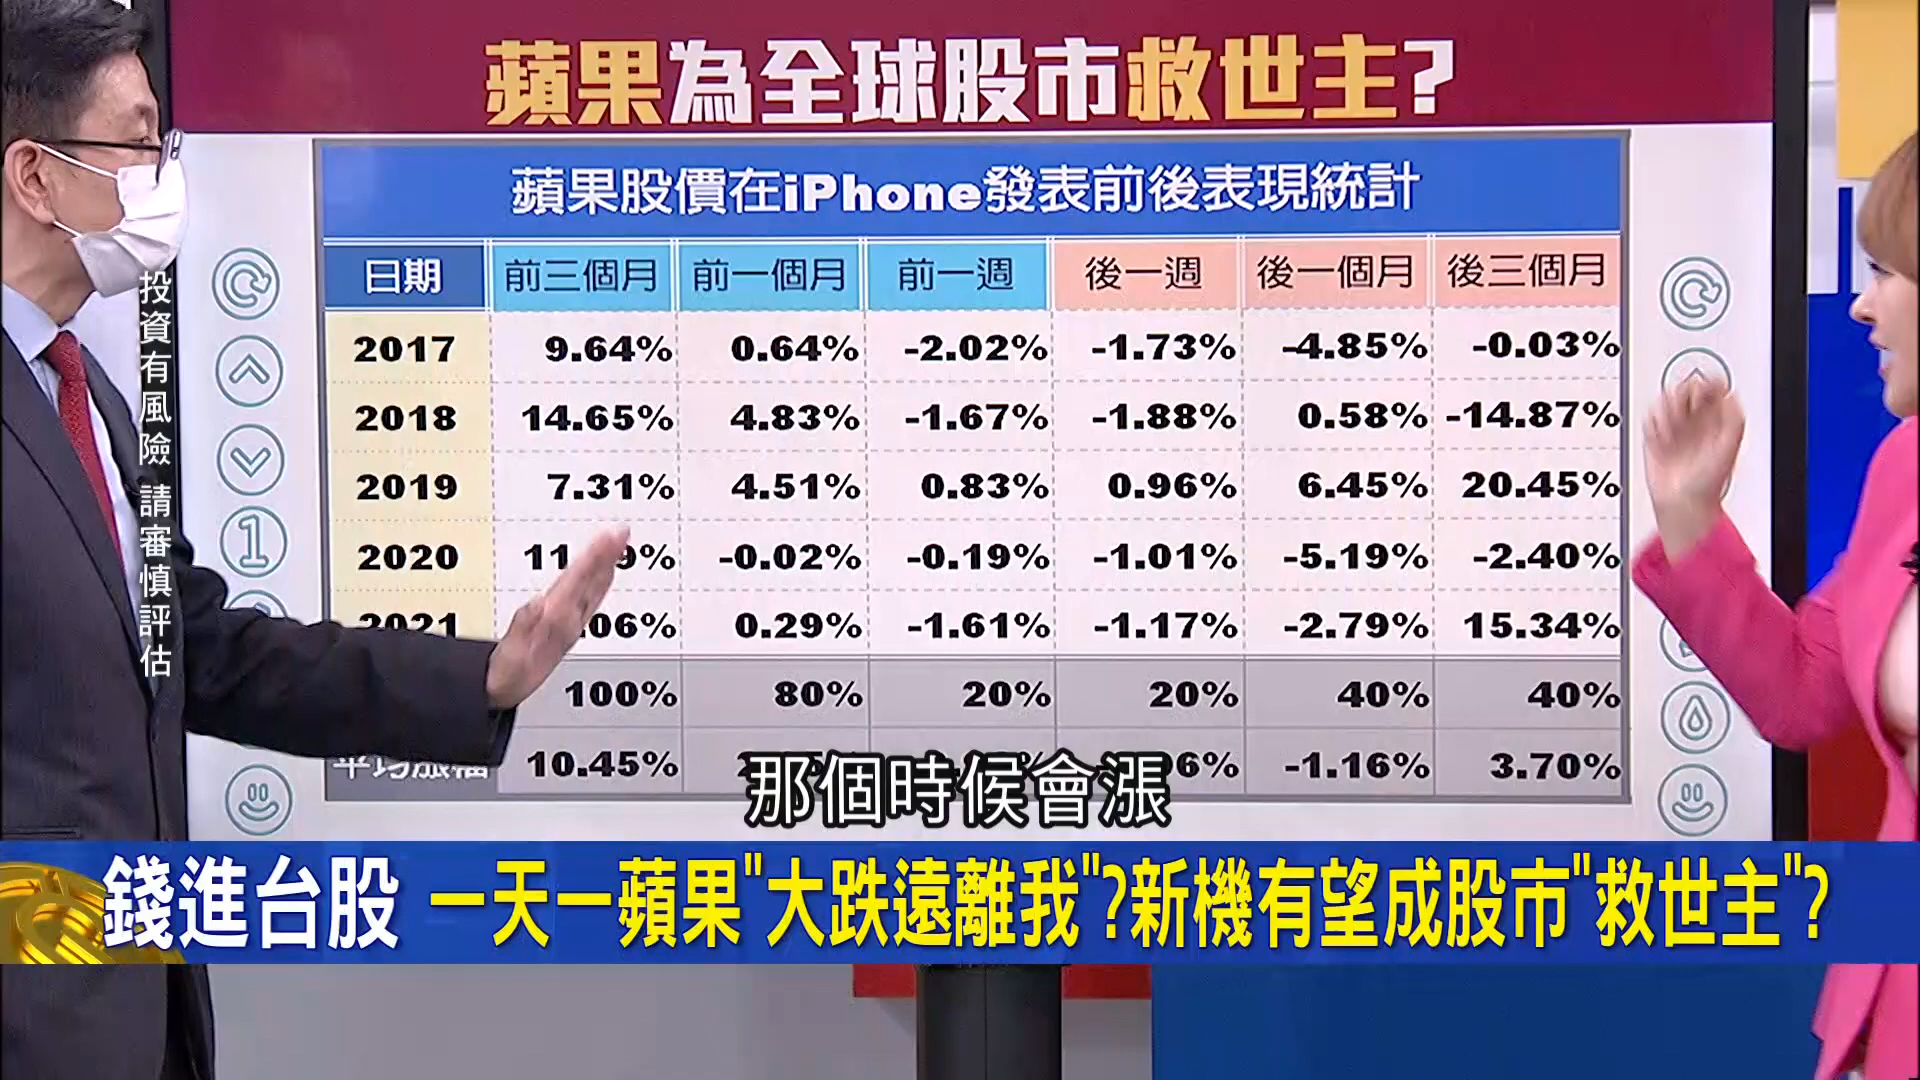 蘋果為全球股市救世主?
蘋果股價在iPhone發表前後表現統計
日期 前三個月 前一個月 前一週 後一週 後一個月 後三個月
2017 9.64% 0.64% -2.02% -1.73% -4.85% -0.03%
2018 14.65% 4.83% -1.67% -1.88% 0.58% -14.87%
2019 7.31% 4.51% 0.83% 0.96% 6.45% 20.45%
2020 -0.02% -0.19% -1.01% -5.19% -2.40%
2021 0.29% -1.61% -1.17% -2.79% 15.34%
100% 80% 20% 20% 40% 40%
平均漲幅 10.45% -1.16% 3.70%
投資有風險 請審慎評估
那個時候會漲
錢進台股 一天一蘋果"大跌遠離我"?新機有望成股市"救世主"?